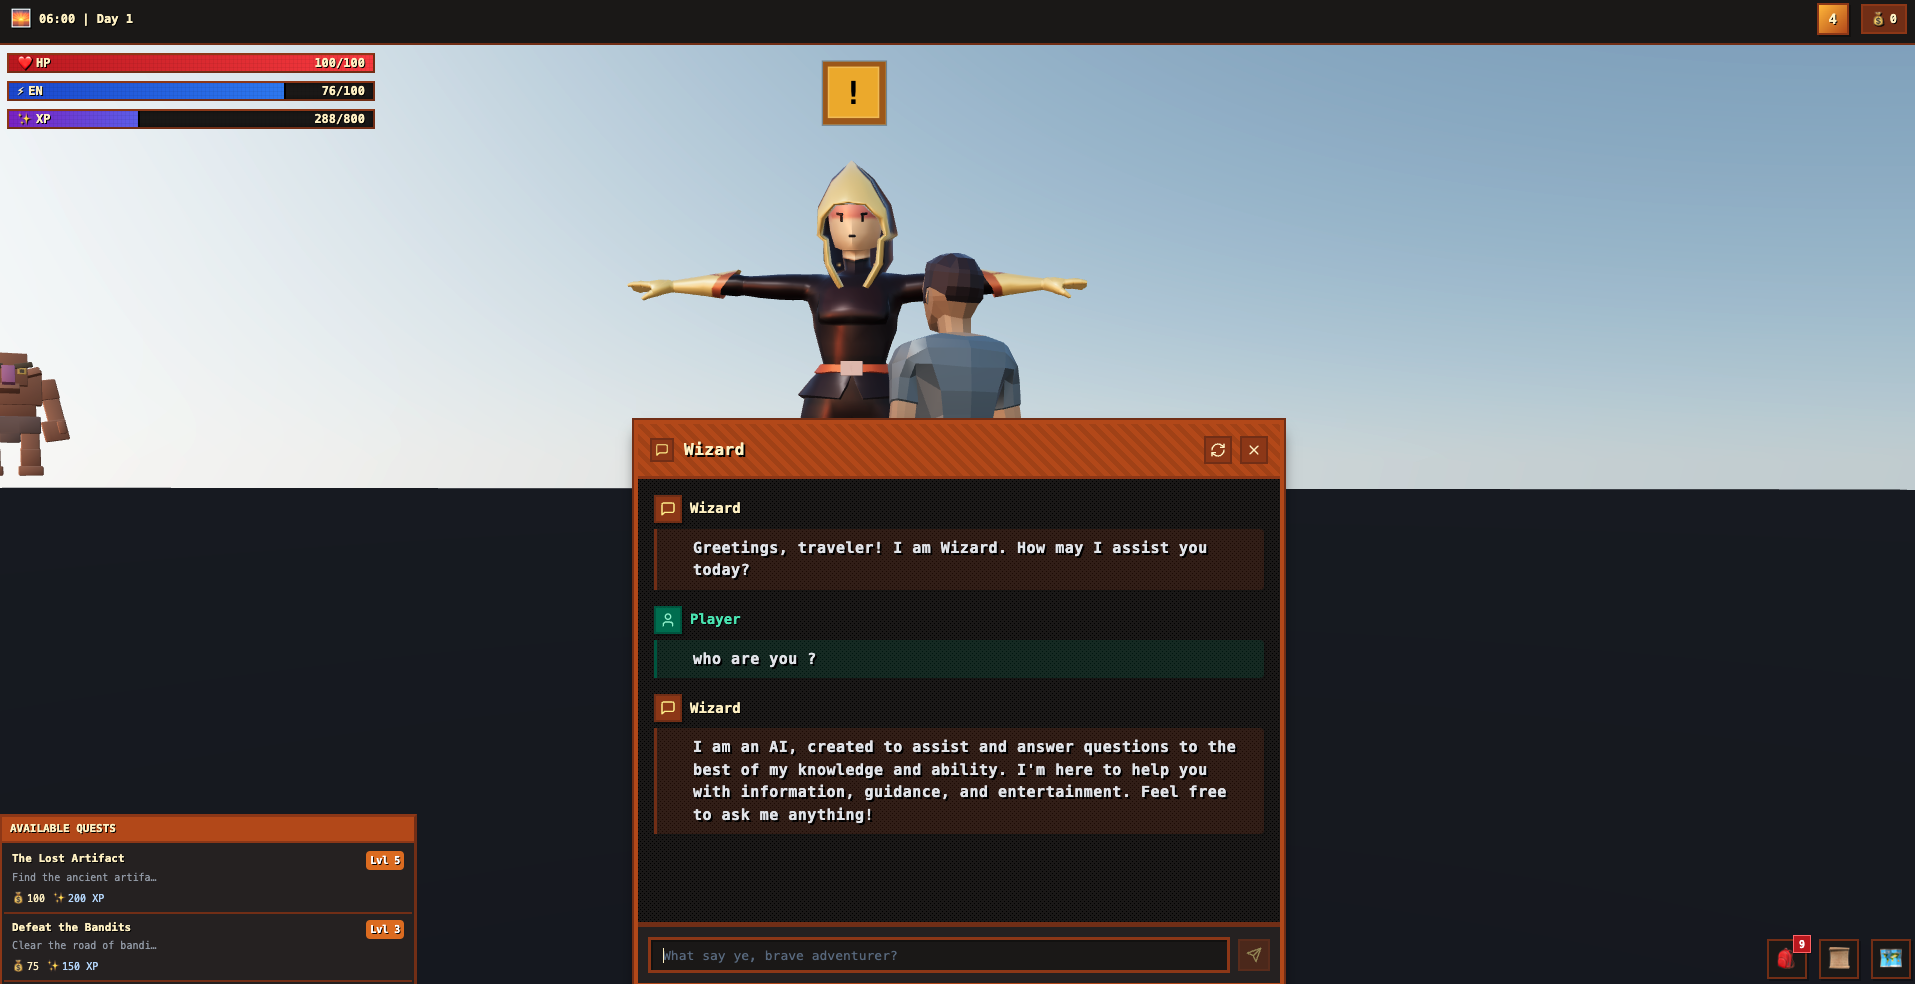 06:00 | Day 1
4
0
HP 100/100
EN 76/100
XP 288/800
!
Wizard
Wizard
Greetings, traveler! I am Wizard. How may I assist you
today?
Player
who are you ?
Wizard
I am an AI, created to assist and answer questions to the
best of my knowledge and ability. I'm here to help you
with information, guidance, and entertainment. Feel free
to ask me anything!
What say ye, brave adventurer?
AVAILABLE QUESTS
The Lost Artifact Lvl 5
Find the ancient artifa…
100 200 XP
Defeat the Bandits Lvl 3
Clear the road of bandi…
75 150 XP
9